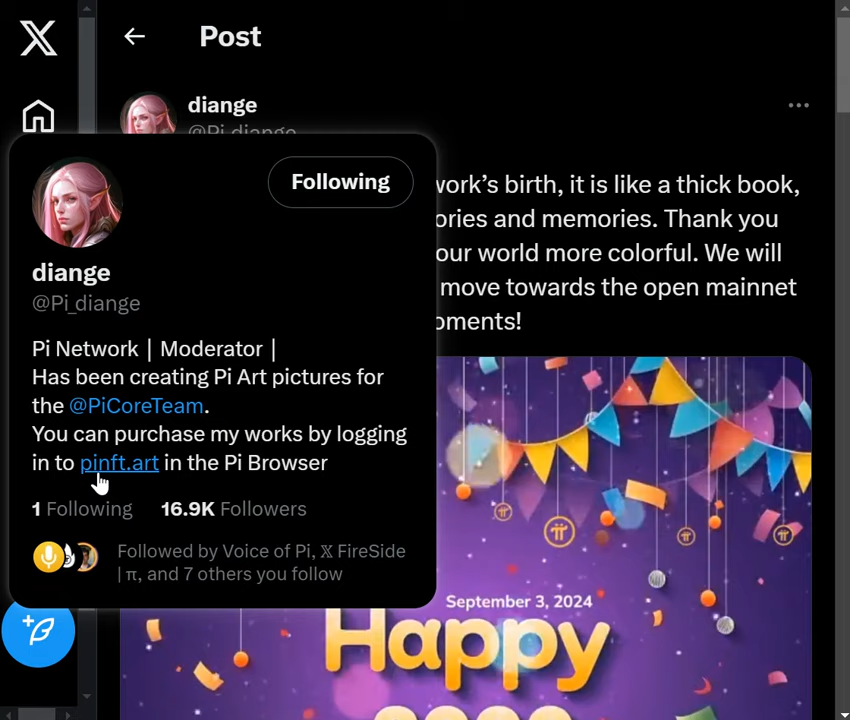 Post
diange
@Pi_diange
Following
diange
@Pi_diange
Pi Network | Moderator |
Has been creating Pi Art pictures for
the @PiCoreTeam.
You can purchase my works by logging
in to pinft.art in the Pi Browser
1 Following 16.9K Followers
Followed by Voice of Pi, 𝕏 FireSide
| π, and 7 others you follow
birth, it is like a thick book,
and memories. Thank you
our world more colorful. We will
move towards the open mainnet
September 3, 2024
Happy